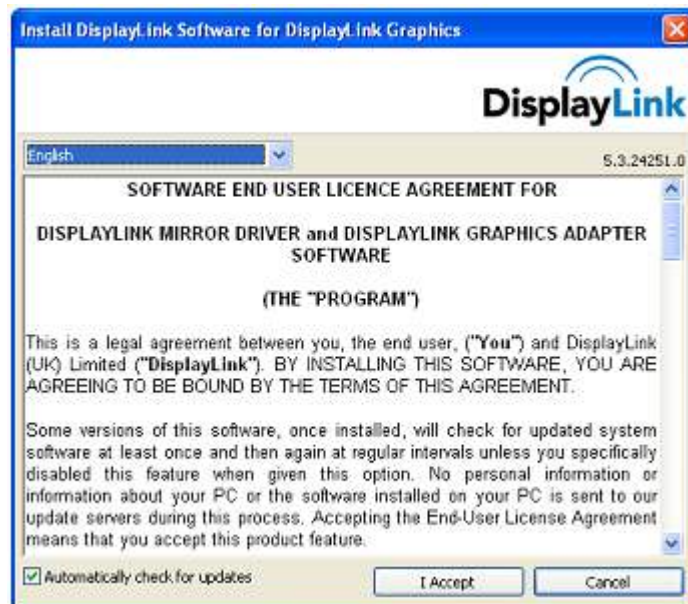 Install DisplayLink Software for DisplayLink Graphics
DisplayLink
English
5.3.24251.0
SOFTWARE END USER LICENCE AGREEMENT FOR
DISPLAYLINK MIRROR DRIVER and DISPLAYLINK GRAPHICS ADAPTER
SOFTWARE
(THE "PROGRAM")
This is a legal agreement between you, the end user, ("You") and DisplayLink
(UK) Limited ("DisplayLink"). BY INSTALLING THIS SOFTWARE, YOU ARE
AGREEING TO BE BOUND BY THE TERMS OF THIS AGREEMENT.
Some versions of this software, once installed, will check for updated system
software at least once and then again at regular intervals unless you specifically
disabled this feature when given this option. No personal information or
information about your PC or the software installed on your PC is sent to our
update servers during this process. Accepting the End-User License Agreement
means that you accept this product feature.
Automatically check for updates
I Accept
Cancel